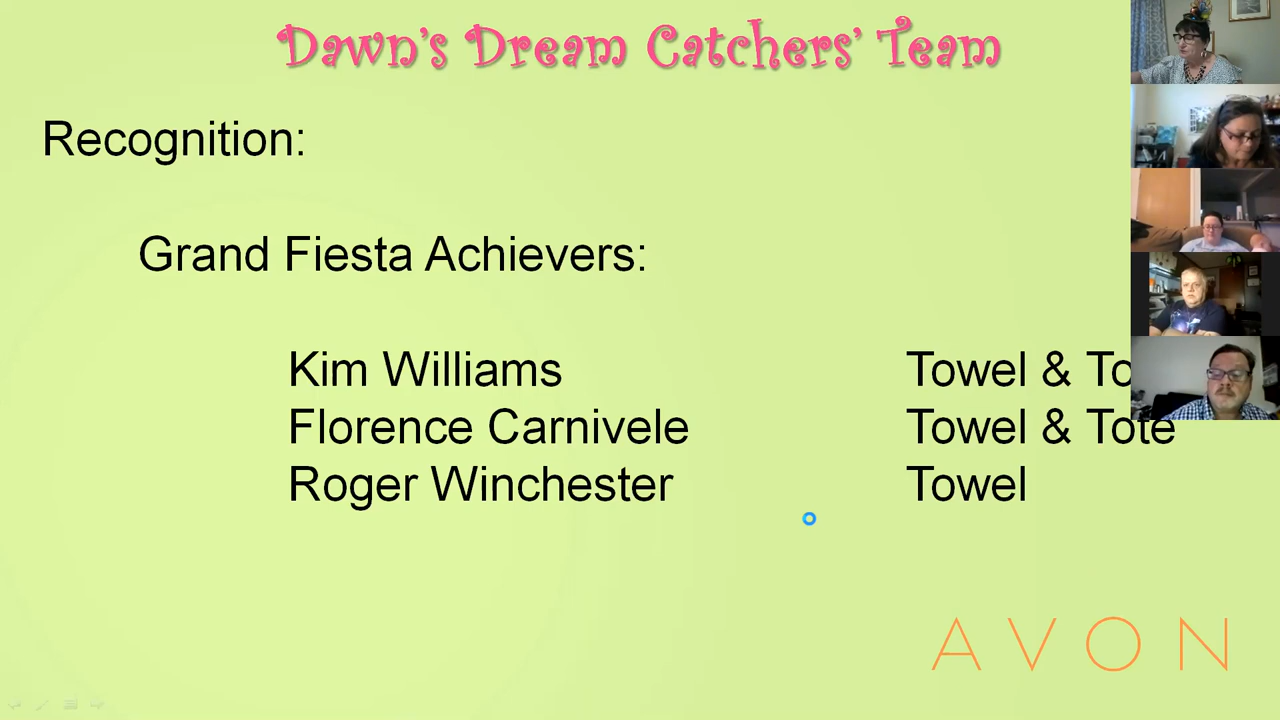 Dawn's Dream Catchers' Team
Recognition:
Grand Fiesta Achievers:
Kim Williams Towel &
Florence Carnivele Towel & Tote
Roger Winchester Towel
AVON